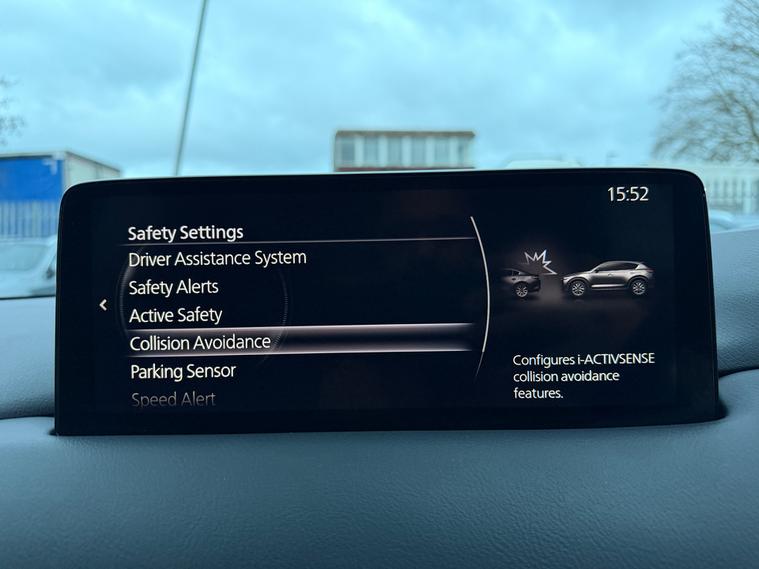 15:52
Safety Settings
Driver Assistance System
Safety Alerts
Active Safety
Collision Avoidance
Parking Sensor
Speed Alert
Configures i-ACTIVSENSE
collision avoidance
features.